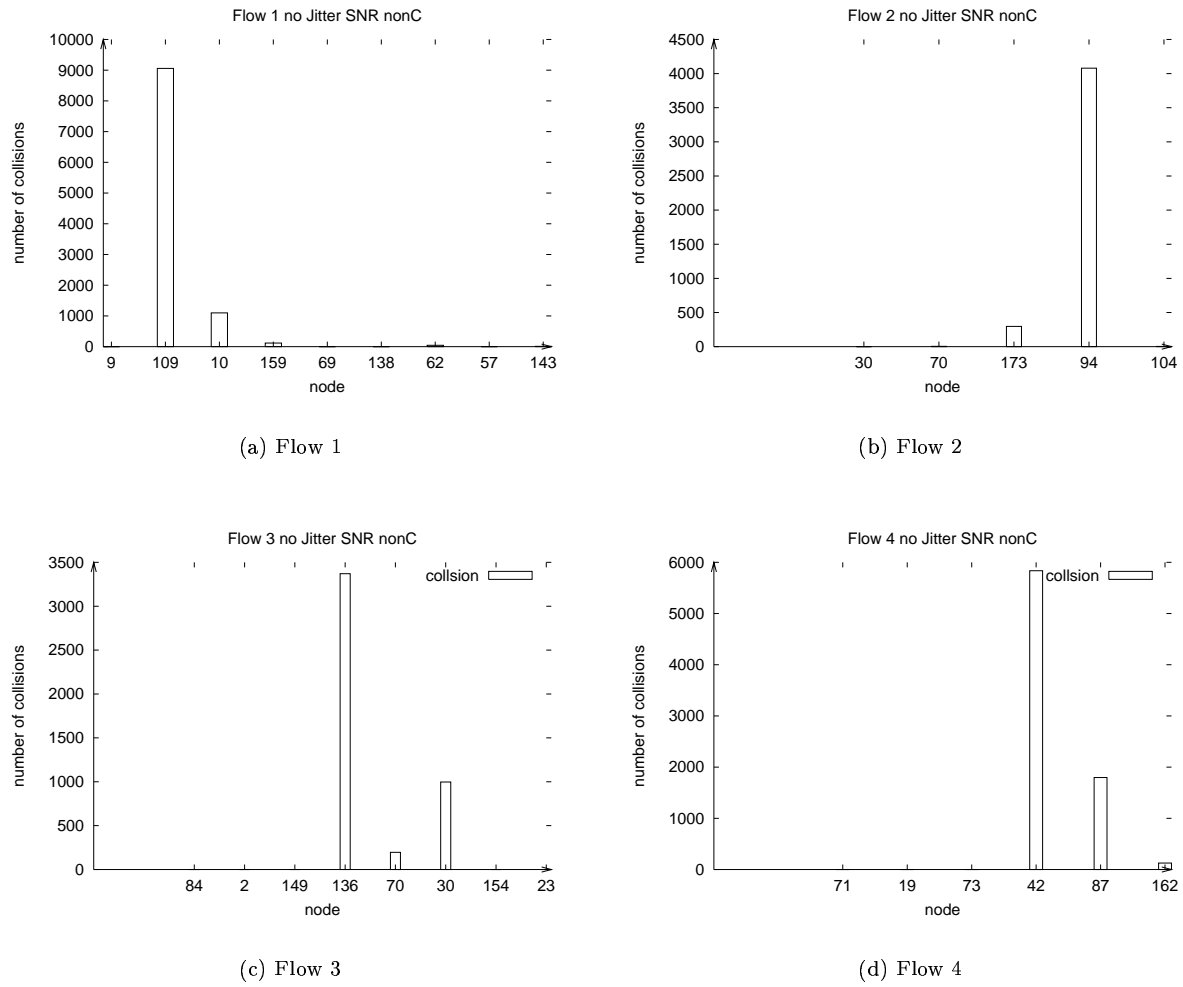 Flow 1 no Jitter SNR nonC
10000
9000
8000
7000
6000
5000
4000
3000
2000
1000
0
number of collisions
9 109 10 159 69 138 62 57 143
node
(a) Flow 1
Flow 2 no Jitter SNR nonC
4500
4000
3500
3000
2500
2000
1500
1000
500
0
number of collisions
30 70 173 94 104
node
(b) Flow 2
Flow 3 no Jitter SNR nonC
collsion
3500
3000
2500
2000
1500
1000
500
0
number of collisions
84 2 149 136 70 30 154 23
node
(c) Flow 3
Flow 4 no Jitter SNR nonC
collsion
6000
5000
4000
3000
2000
1000
0
number of collisions
71 19 73 42 87 162
node
(d) Flow 4